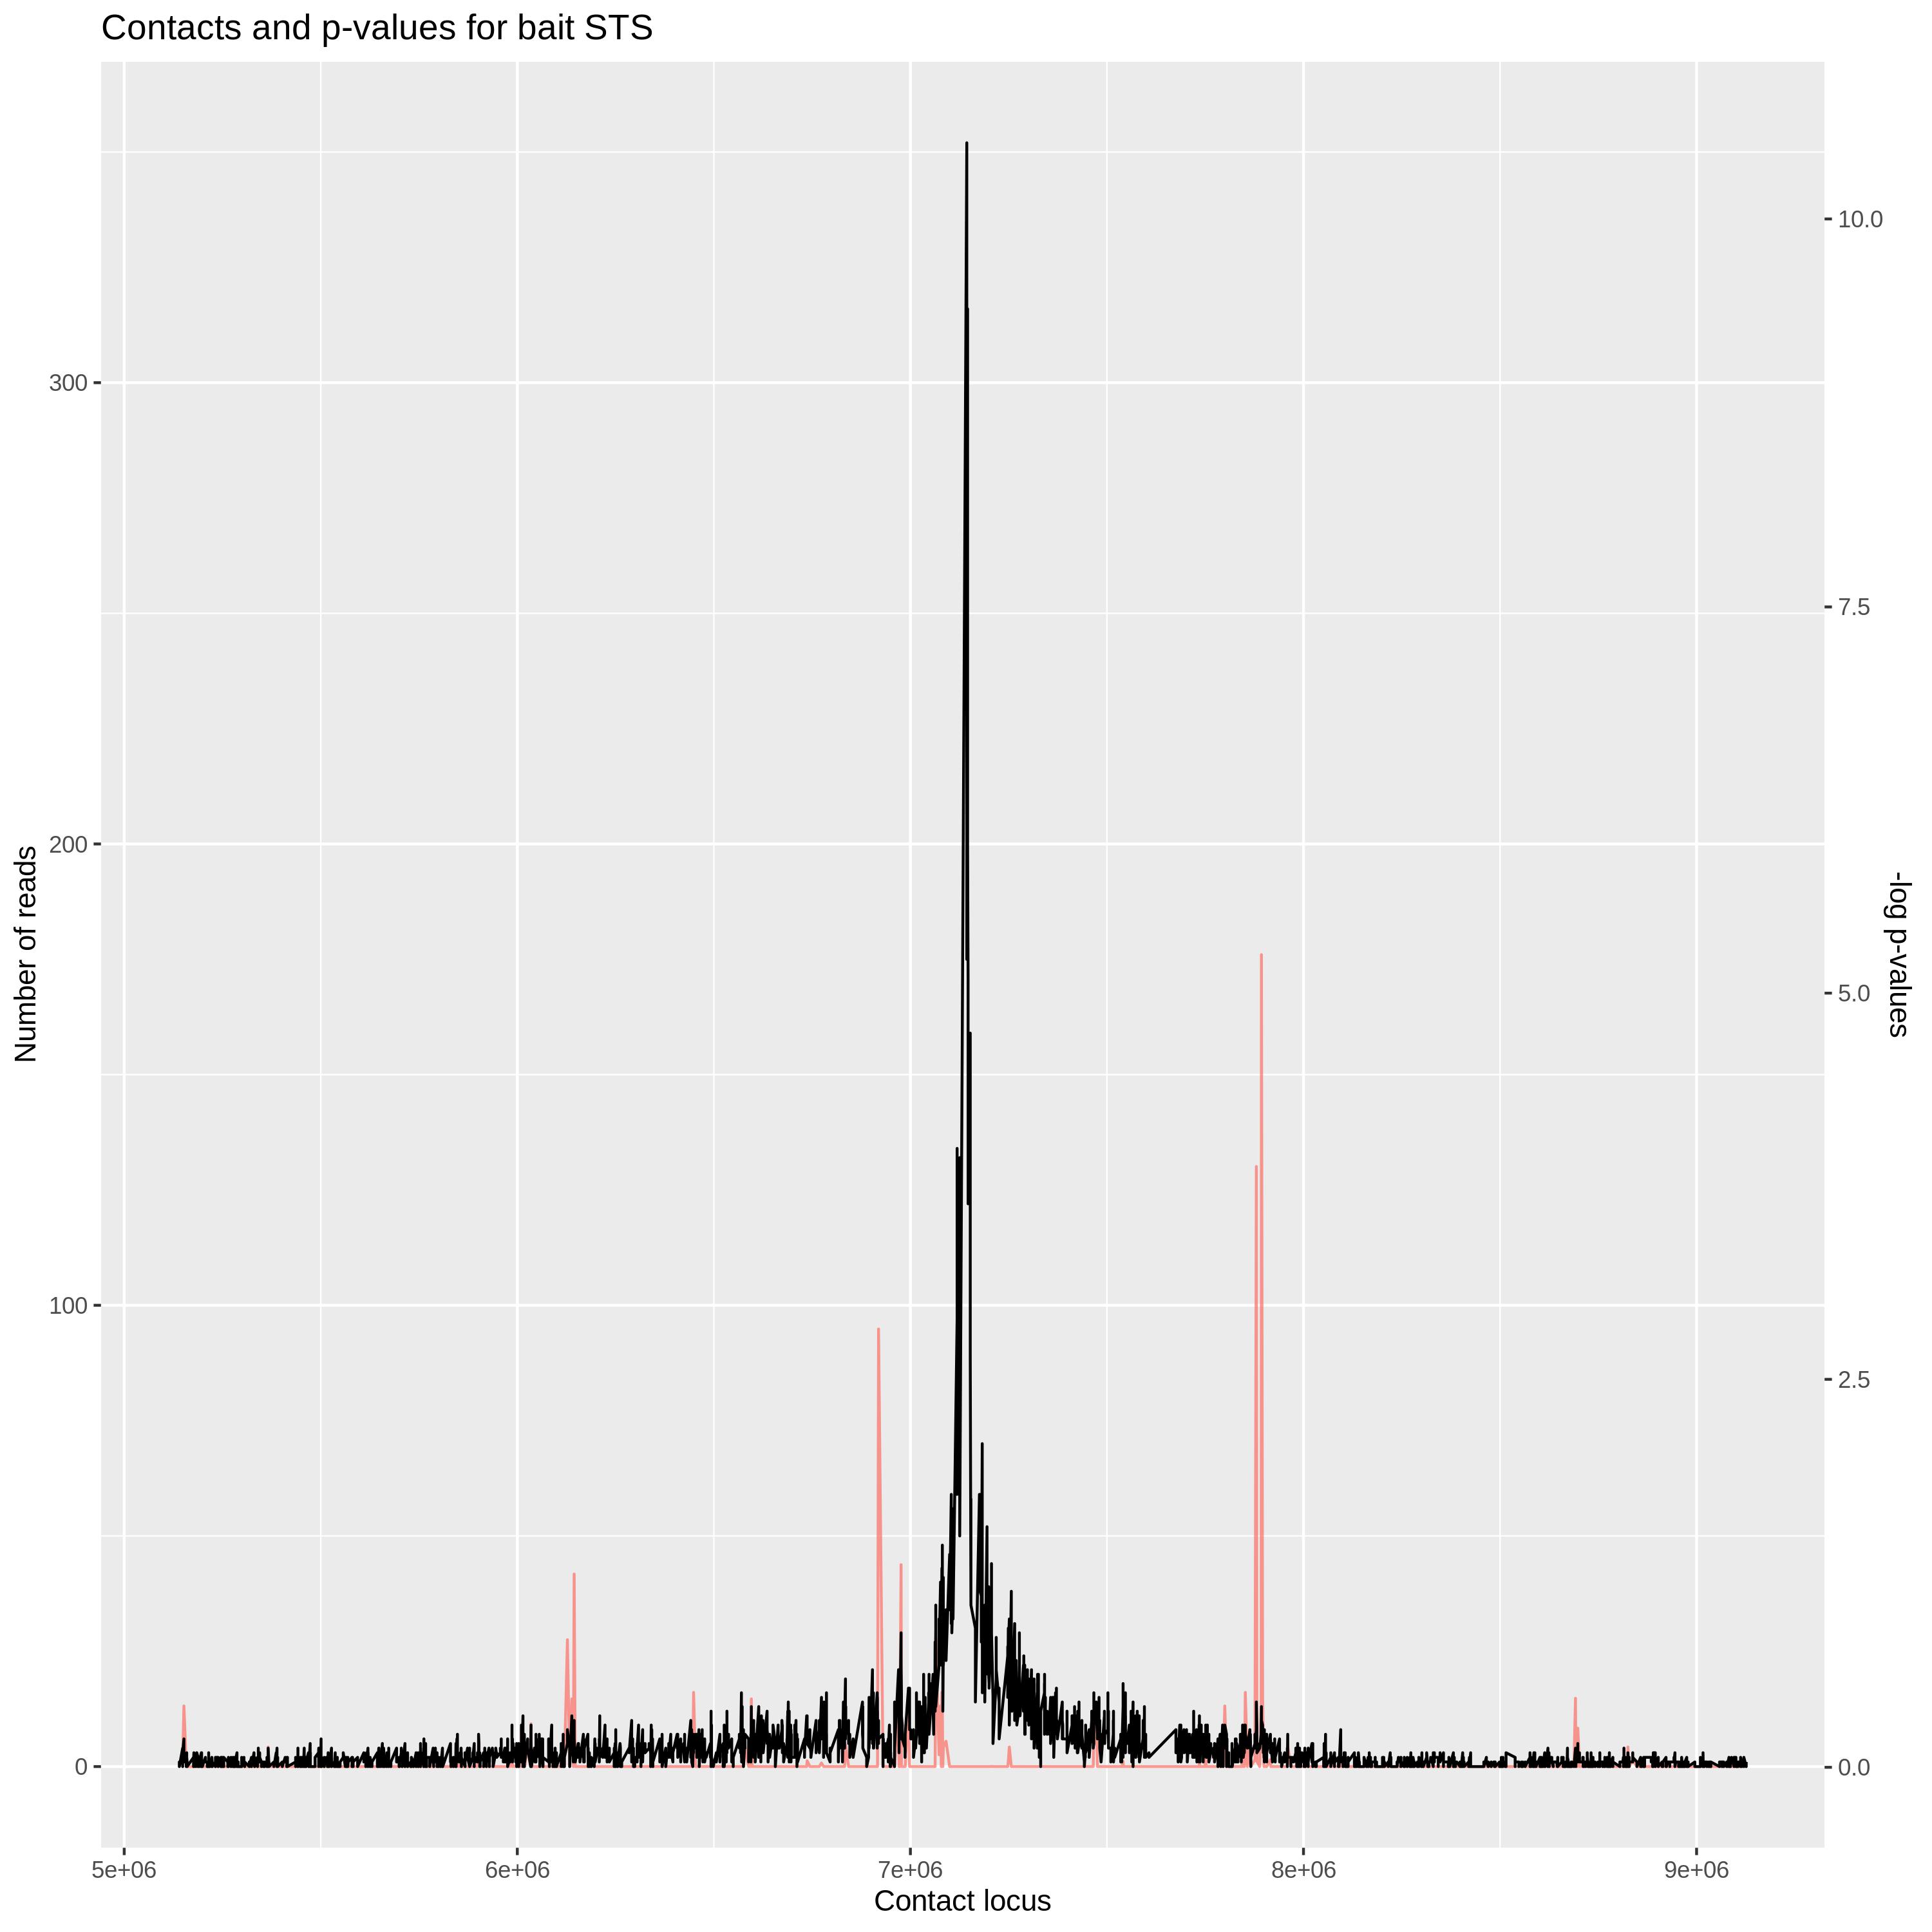 Contacts and p-values for bait STS
Number of reads
300
200
100
0
10.0
7.5
5.0
2.5
0.0
-log p-values
5e+06
6e+06
7e+06
8e+06
9e+06
Contact locus